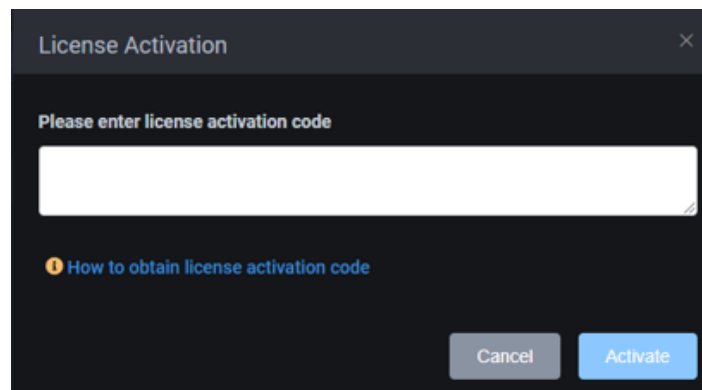 License Activation
Please enter license activation code
How to obtain license activation code
Cancel Activate